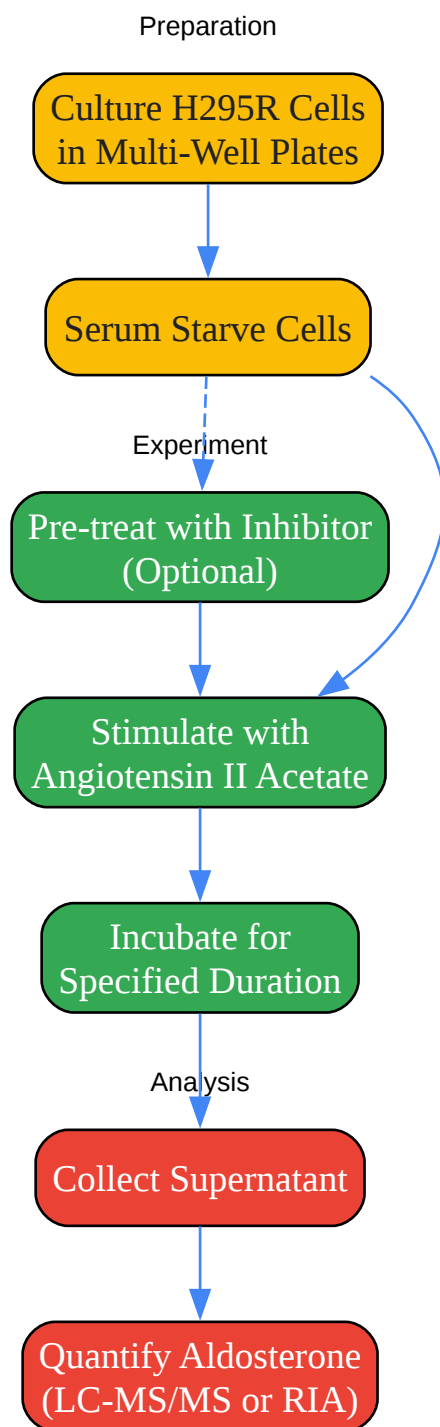 Preparation
Culture H295R Cells
in Multi-Well Plates
Serum Starve Cells
Experiment
Pre-treat with Inhibitor
(Optional)
Stimulate with
Angiotensin II Acetate
Incubate for
Specified Duration
Analysis
Collect Supernatant
Quantify Aldosterone
(LC-MS/MS or RIA)